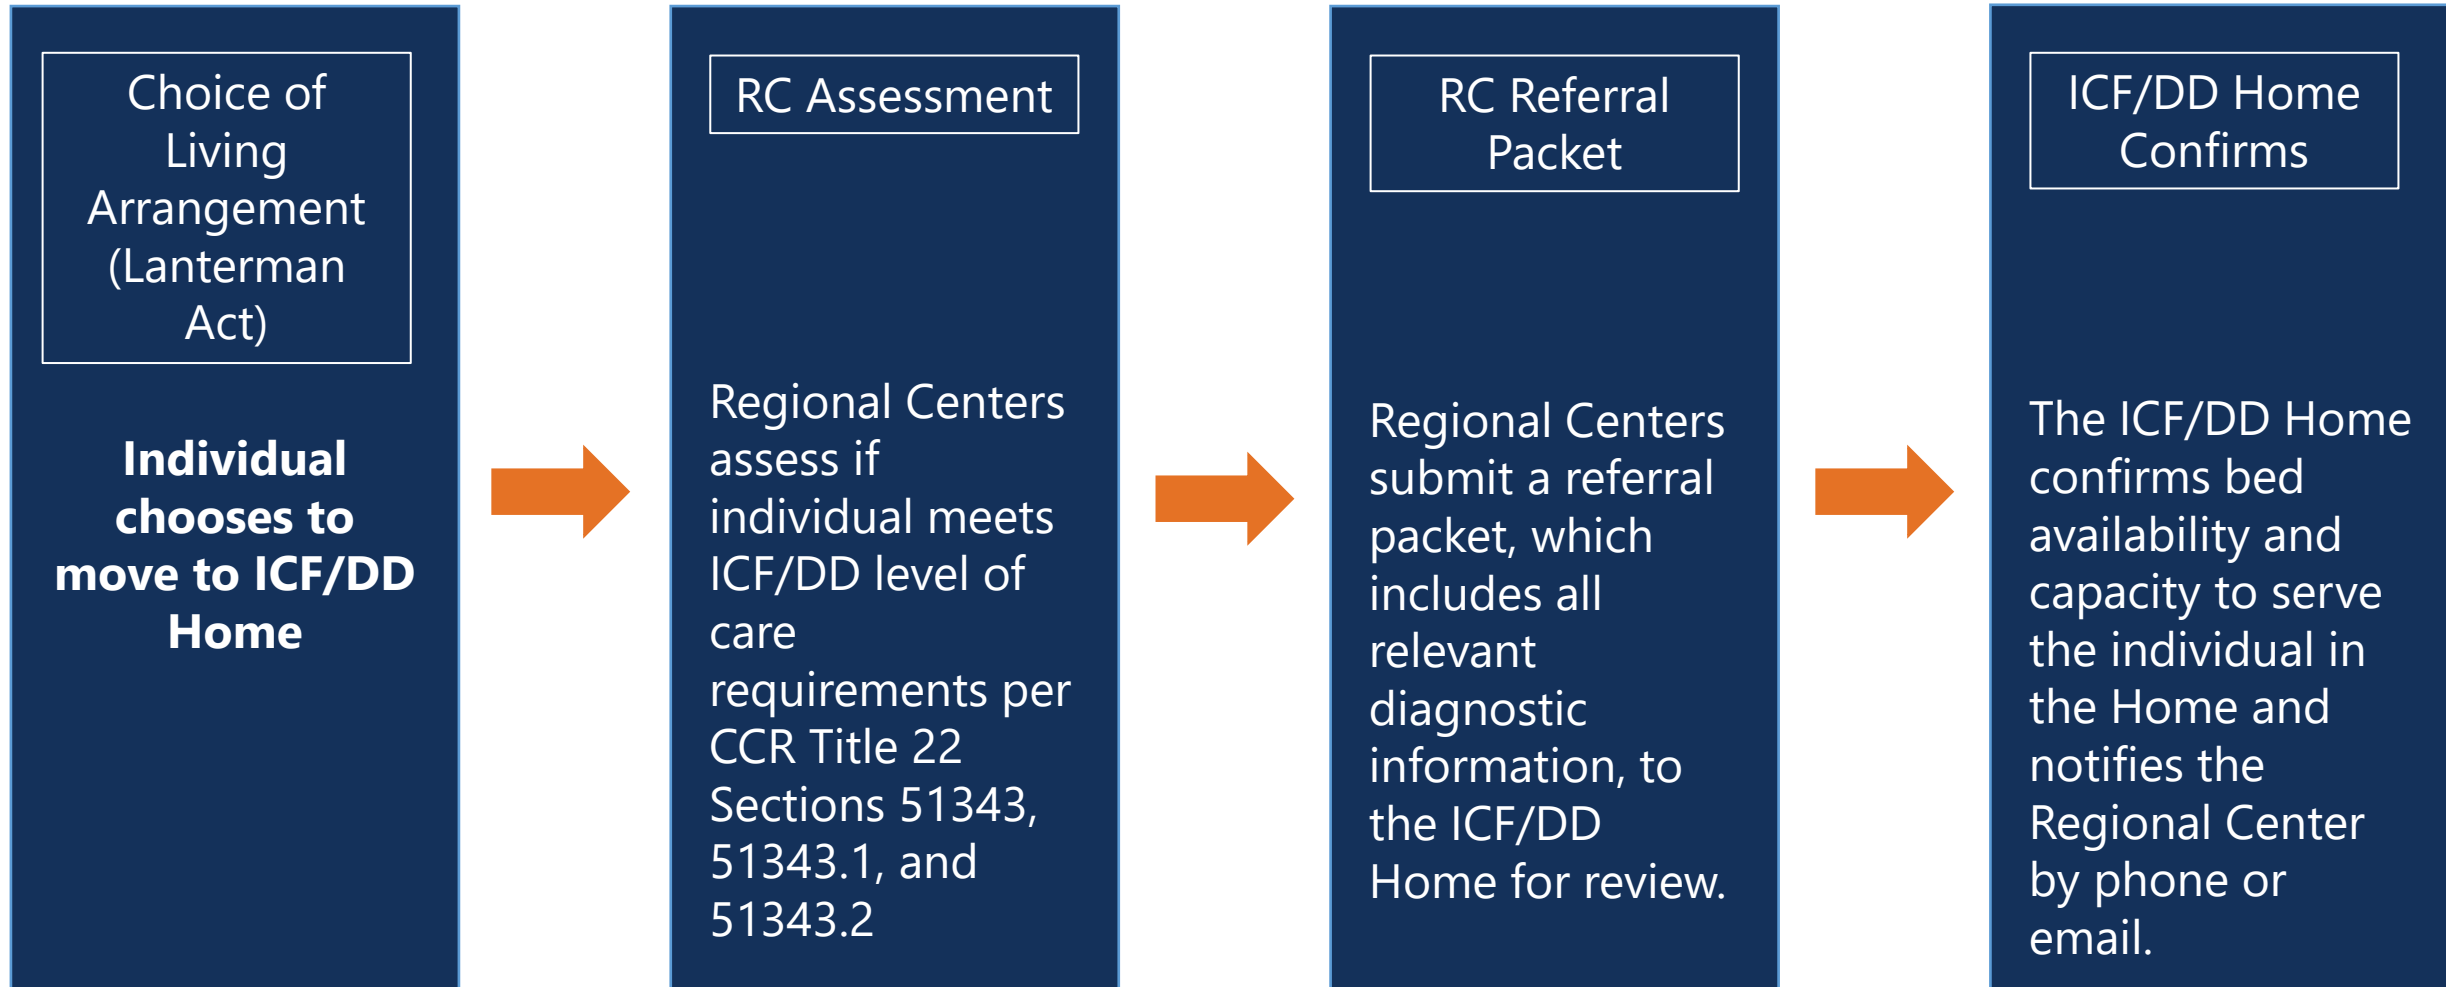 Choice of
Living
Arrangement
(Lanterman
Act)
Individual
chooses to
move to ICF/DD
Home
RC Assessment
Regional Centers
assess if
individual meets
ICF/DD level of
care
requirements per
CCR Title 22
Sections 51343,
51343.1, and
51343.2
RC Referral
Packet
Regional Centers
submit a referral
packet, which
includes all
relevant
diagnostic
information, to
the ICF/DD
Home for review.
ICF/DD Home
Confirms
The ICF/DD Home
confirms bed
availability and
capacity to serve
the individual in
the Home and
notifies the
Regional Center
by phone or
email.